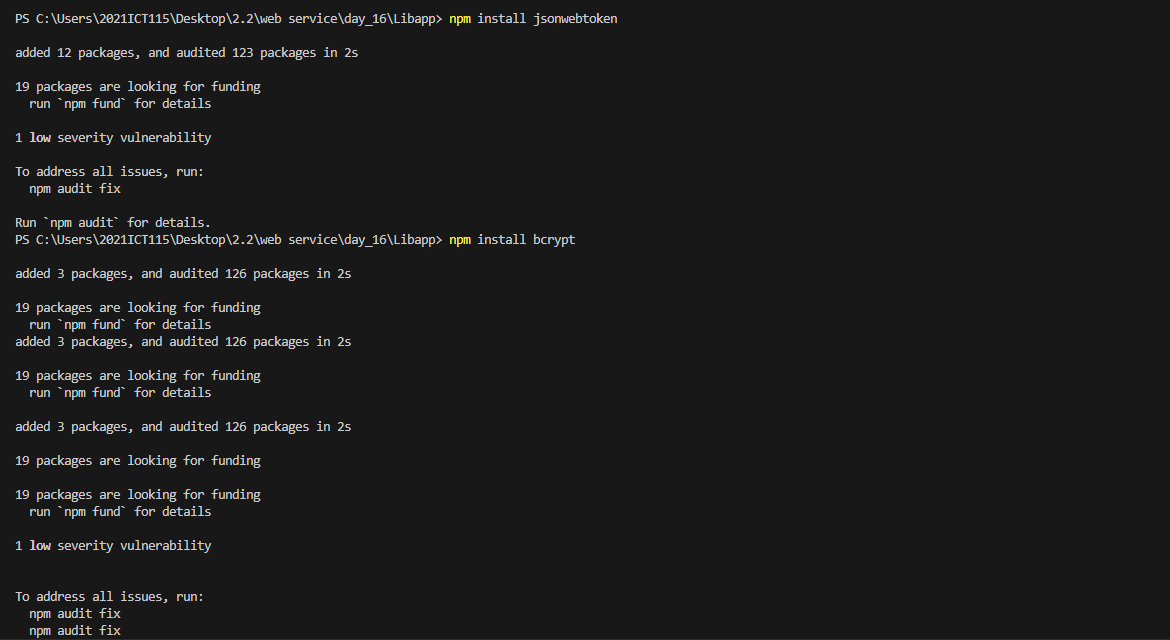 PS C:\Users\2021ICT115\Desktop\2.2\web service\day_16\Libapp> npm install jsonwebtoken
added 12 packages, and audited 123 packages in 2s
19 packages are looking for funding
run `npm fund` for details
1 low severity vulnerability
To address all issues, run:
npm audit fix
Run `npm audit` for details.
PS C:\Users\2021ICT115\Desktop\2.2\web service\day_16\Libapp> npm install bcrypt
added 3 packages, and audited 126 packages in 2s
19 packages are looking for funding
run `npm fund` for details
added 3 packages, and audited 126 packages in 2s
19 packages are looking for funding
run `npm fund` for details
added 3 packages, and audited 126 packages in 2s
19 packages are looking for funding
19 packages are looking for funding
run `npm fund` for details
1 low severity vulnerability
To address all issues, run:
npm audit fix
npm audit fix